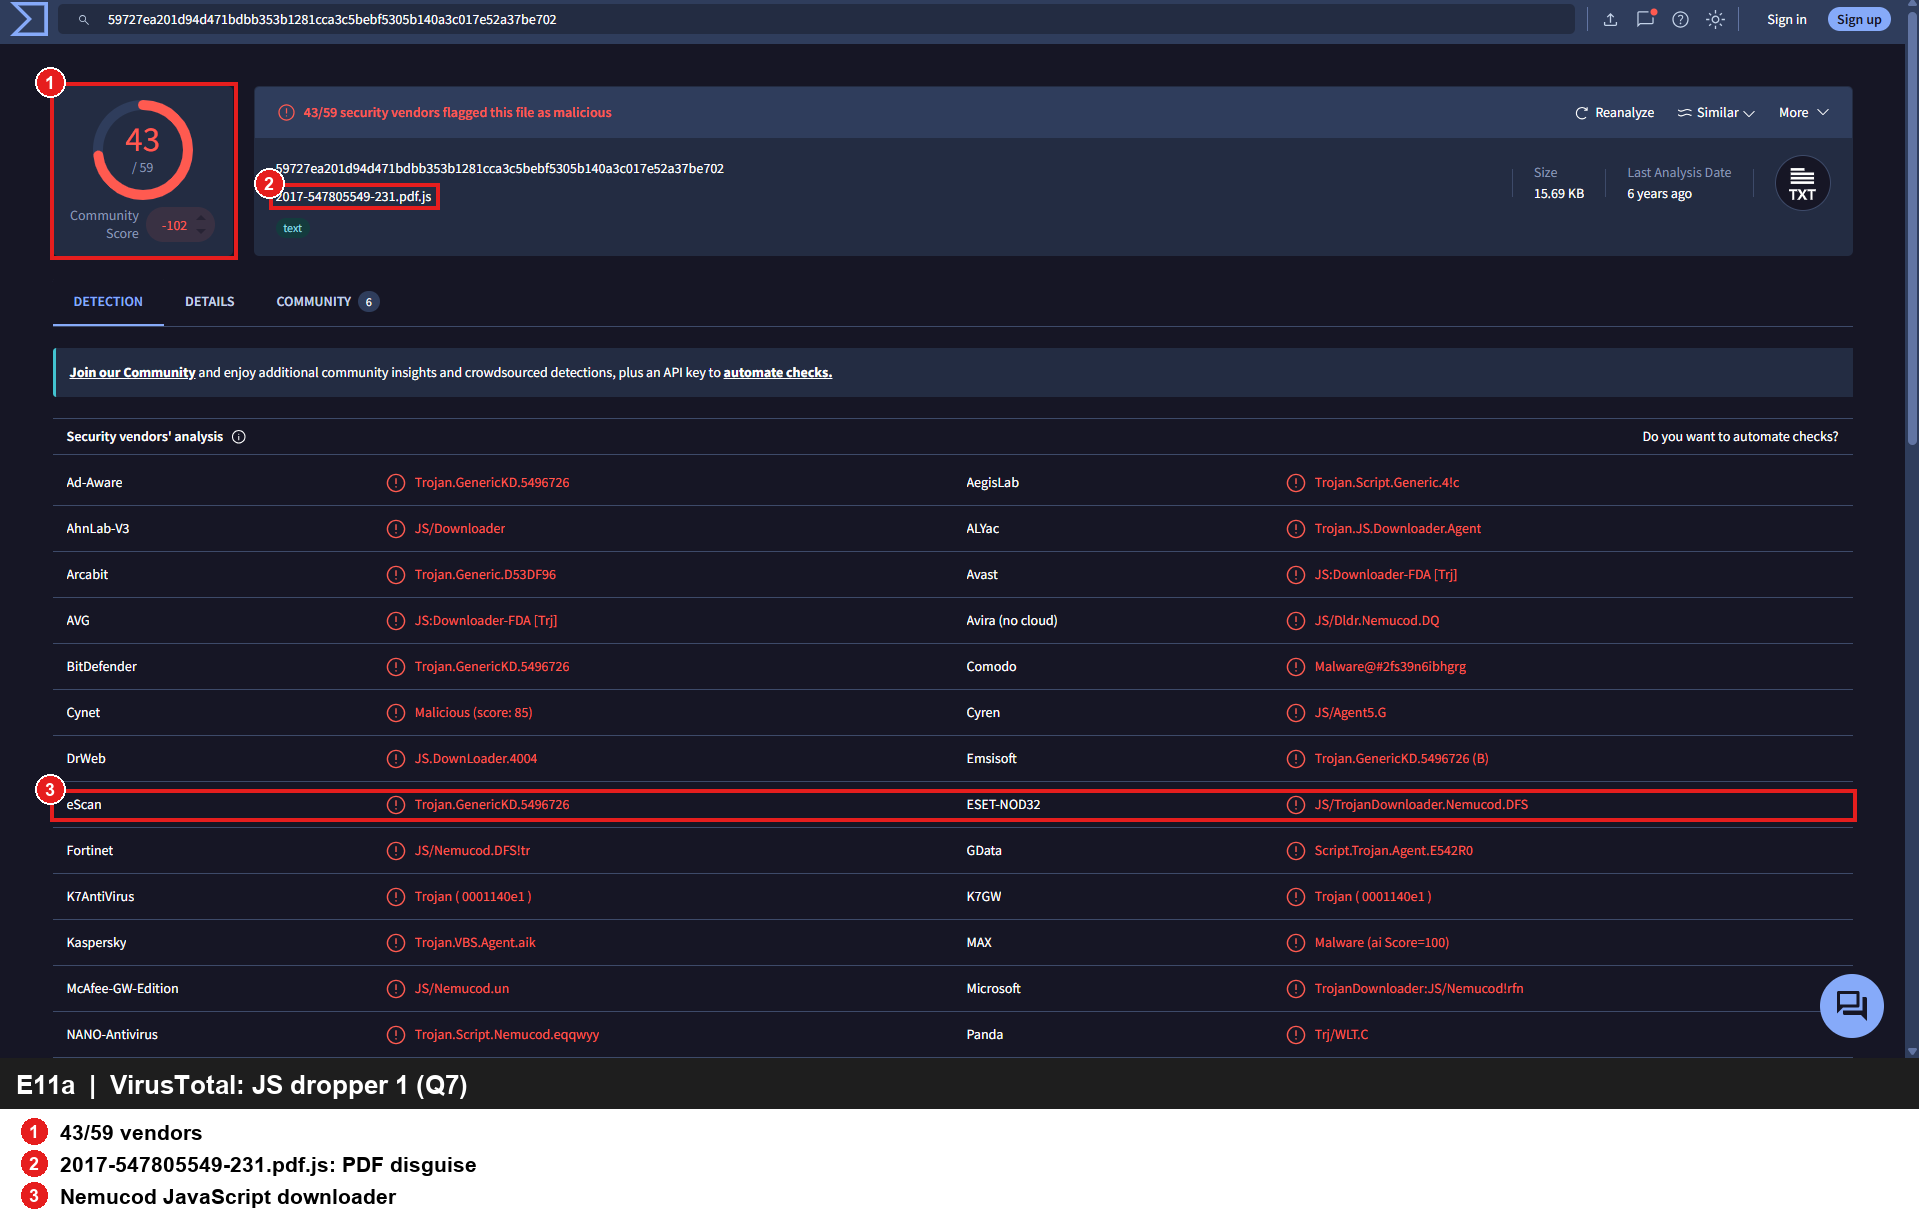 59727ea201d94d471bdbb353b1281cca3c5bebf5305b140a3c017e52a37be702
Sign in
Sign up
1
43
/ 59
Community
Score
-102
43/59 security vendors flagged this file as malicious
Reanalyze
Similar
More
59727ea201d94d471bdbb353b1281cca3c5bebf5305b140a3c017e52a37be702
2
2017-547805549-231.pdf.js
text
Size
15.69 KB
Last Analysis Date
6 years ago
TXT
DETECTION
DETAILS
COMMUNITY 6
Join our Community and enjoy additional community insights and crowdsourced detections, plus an API key to automate checks.
Security vendors' analysis
Do you want to automate checks?
Ad-Aware Trojan.GenericKD.5496726 AegisLab Trojan.Script.Generic.4!c
AhnLab-V3 JS/Downloader ALYac Trojan.JS.Downloader.Agent
Arcabit Trojan.Generic.D53DF96 Avast JS:Downloader-FDA [Trj]
AVG JS:Downloader-FDA [Trj] Avira (no cloud) JS/Dldr.Nemucod.DQ
BitDefender Trojan.GenericKD.5496726 Comodo Malware@#2fs39n6ibhgrg
Cynet Malicious (score: 85) Cyren JS/Agent5.G
DrWeb JS.DownLoader.4004 Emsisoft Trojan.GenericKD.5496726 (B)
3
eScan Trojan.GenericKD.5496726 ESET-NOD32 JS/TrojanDownloader.Nemucod.DFS
Fortinet JS/Nemucod.DFS!tr GData Script.Trojan.Agent.E542R0
K7AntiVirus Trojan ( 0001140e1 ) K7GW Trojan ( 0001140e1 )
Kaspersky Trojan.VBS.Agent.aik MAX Malware (ai Score=100)
McAfee-GW-Edition JS/Nemucod.un Microsoft TrojanDownloader:JS/Nemucod!rfn
NANO-Antivirus Trojan.Script.Nemucod.eqqwyy Panda Trj/WLT.C
E11a | VirusTotal: JS dropper 1 (Q7)
1 43/59 vendors
2 2017-547805549-231.pdf.js: PDF disguise
3 Nemucod JavaScript downloader